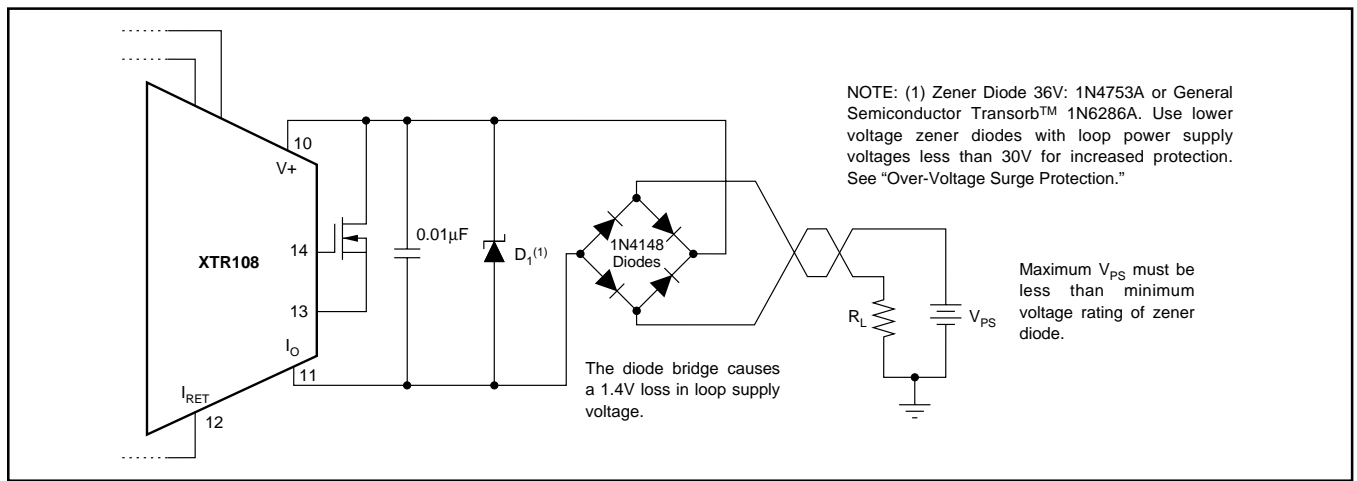 NOTE: (1) Zener Diode 36V: 1N4753A or General
Semiconductor Transorb™ 1N6286A. Use lower
voltage zener diodes with loop power supply
voltages less than 30V for increased protection.
See “Over-Voltage Surge Protection.”
10
V+
14
XTR108
13
I_O
11
I_RET
12
0.01μF
D_1^(1)
1N4148
Diodes
The diode bridge causes
a 1.4V loss in loop supply
voltage.
R_L
V_PS
Maximum V_PS must be
less than minimum
voltage rating of zener
diode.